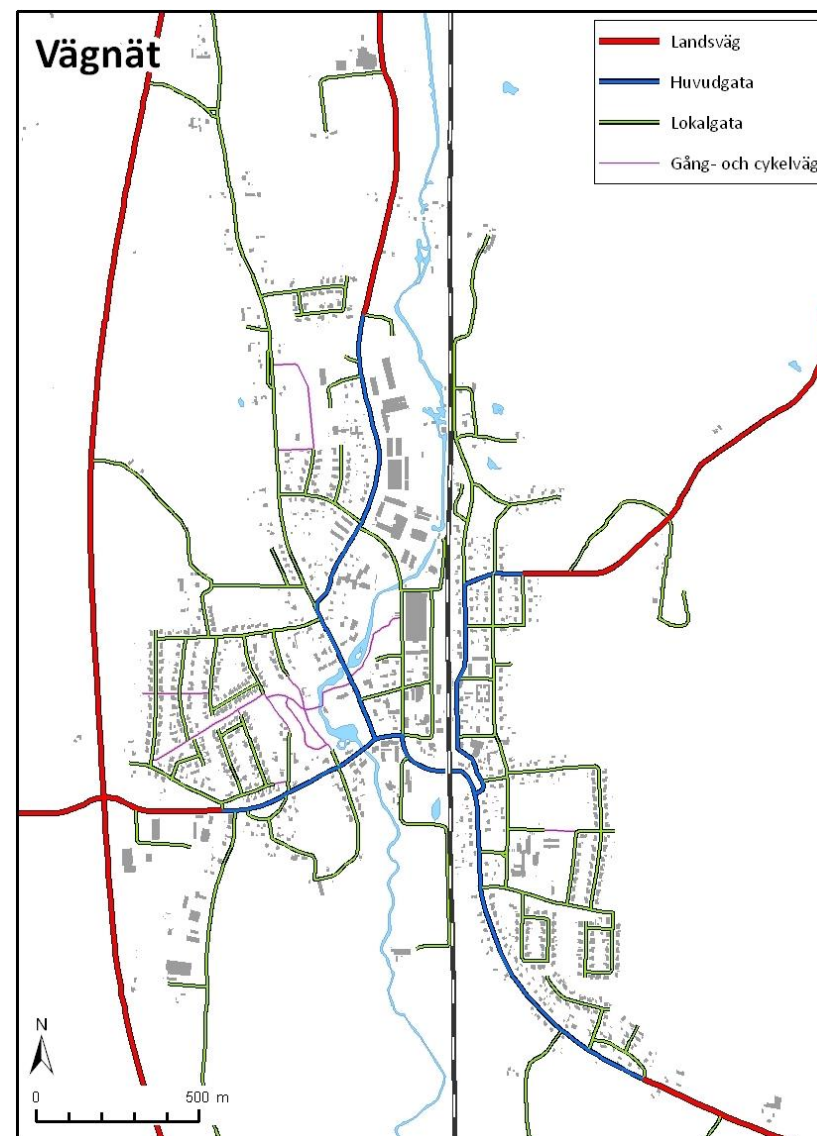 Vägnät
Landsväg
Huvudgata
Lokalgata
Gång- och cykelväg
N
0 500 m